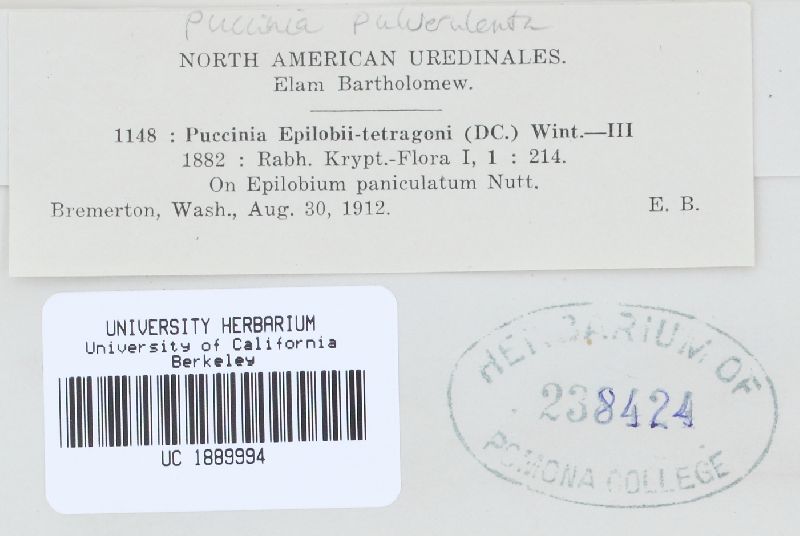 Puccinia pulverulenta
NORTH AMERICAN UREDINALES.
Elam Bartholomew.
1148 : Puccinia Epilobii-tetragoni (DC.) Wint.—III
1882 : Rabh. Krypt.-Flora I, 1 : 214.
On Epilobium paniculatum Nutt.
Bremerton, Wash., Aug. 30, 1912. E. B.
UNIVERSITY HERBARIUM
University of California
Berkeley
UC 1889994
HERBARIUM OF
238424
POMONA COLLEGE